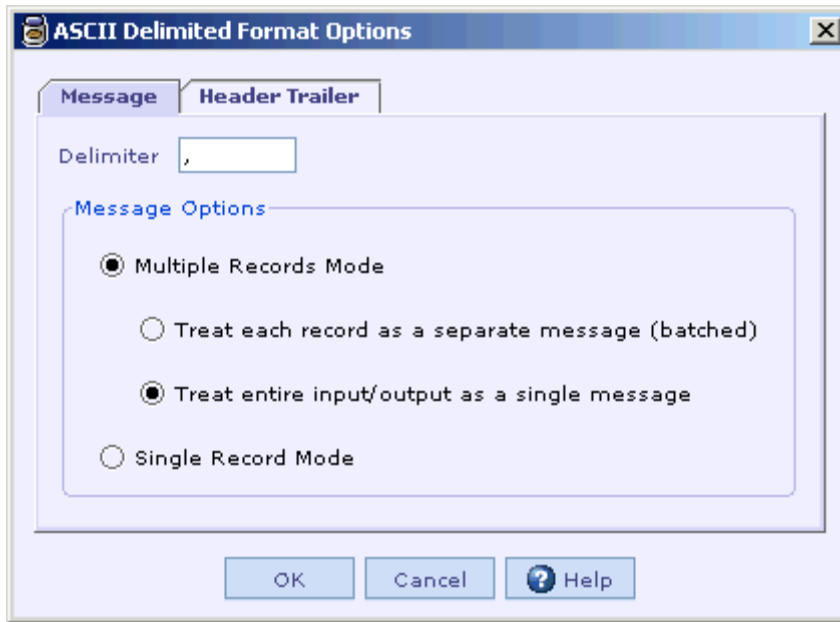 ASCII Delimited Format Options
Message
Header Trailer
Delimiter ,
Message Options
Multiple Records Mode
Treat each record as a separate message (batched)
Treat entire input/output as a single message
Single Record Mode
OK
Cancel
? Help